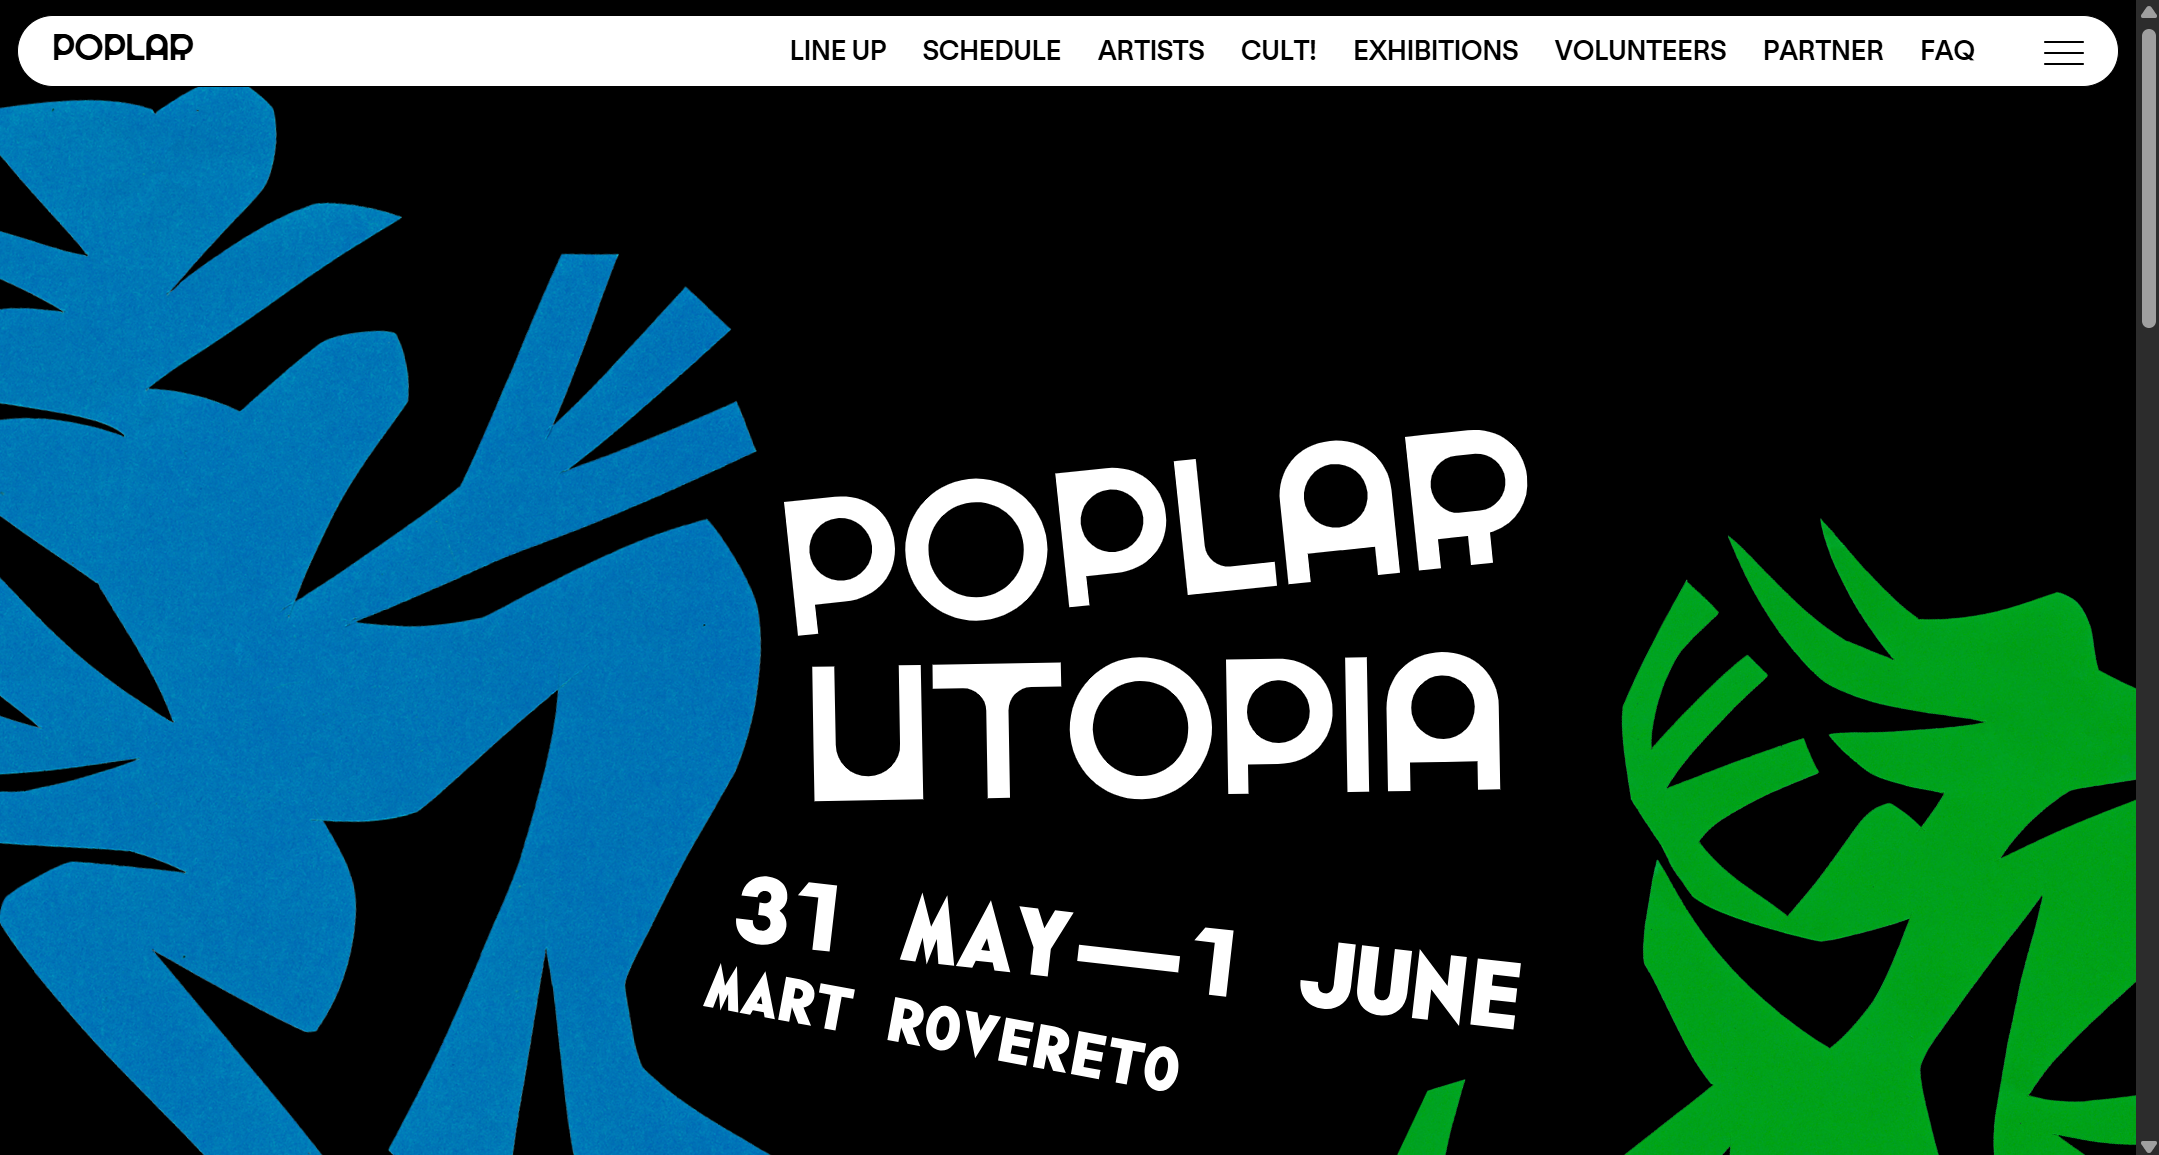 POPLAR
LINE UP SCHEDULE ARTISTS CULT! EXHIBITIONS VOLUNTEERS PARTNER FAQ
POPLAR
UTOPIA
31 MAY—1 JUNE
MART ROVERETO